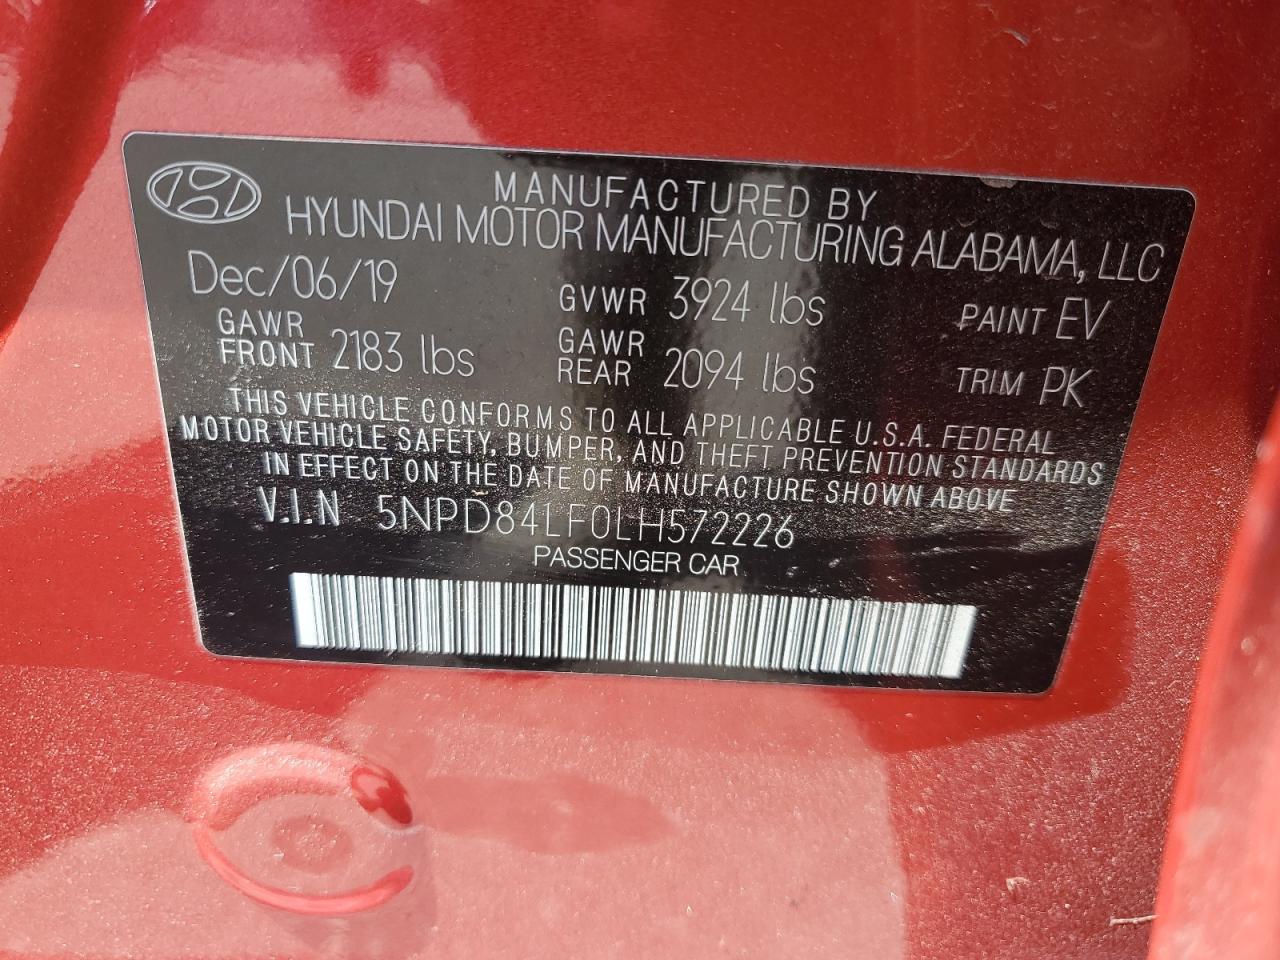 MANUFACTURED BY
HYUNDAI MOTOR MANUFACTURING ALABAMA, LLC
Dec/06/19 GVWR 3924 lbs PAINT EV
GAWR FRONT 2183 lbs GAWR REAR 2094 lbs TRIM PK
THIS VEHICLE CONFORMS TO ALL APPLICABLE U.S.A. FEDERAL
MOTOR VEHICLE SAFETY, BUMPER, AND THEFT PREVENTION STANDARDS
IN EFFECT ON THE DATE OF MANUFACTURE SHOWN ABOVE
V.I.N 5NPD84LF0LH572226
PASSENGER CAR